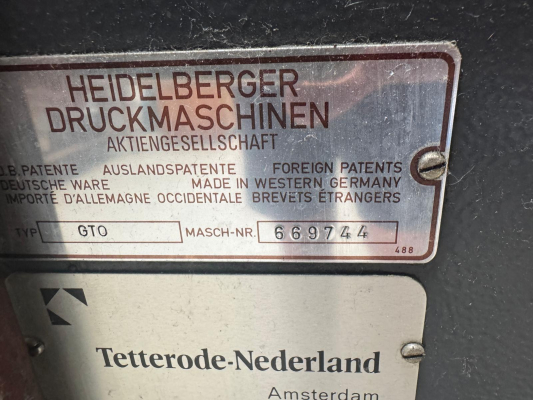 HEIDELBERGER
DRUCKMASCHINEN
AKTIENGESELLSCHAFT
D.B.PATENTE AUSLANDSPATENTE FOREIGN PATENTS
DEUTSCHE WARE MADE IN WESTERN GERMANY
IMPORTÉ D'ALLEMAGNE OCCIDENTALE BREVETS ÉTRANGERS
TYP GTO MASCH-NR. 669744
488
Tetterode-Nederland
Amsterdam